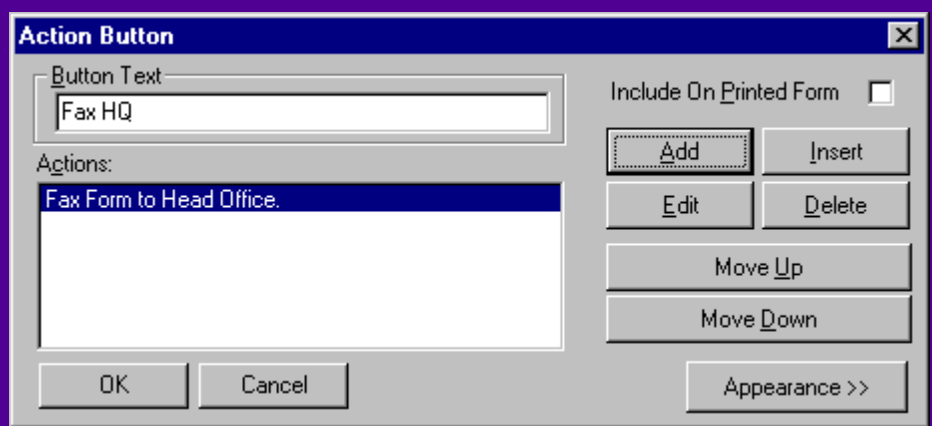 Action Button
Button Text
Fax HQ
Include On Printed Form
Actions:
Fax Form to Head Office.
Add
Insert
Edit
Delete
Move Up
Move Down
OK
Cancel
Appearance >>